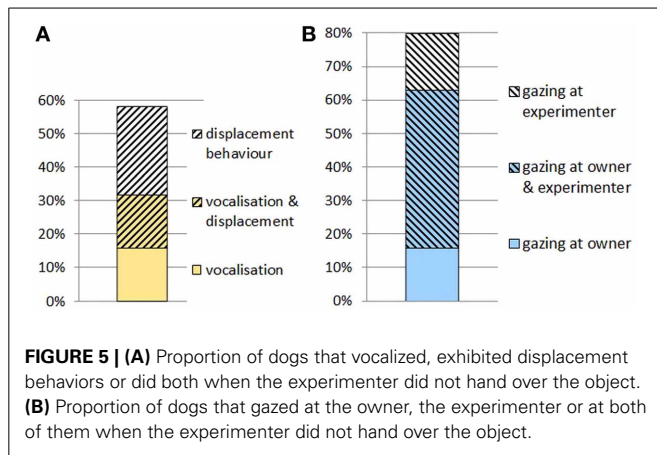 A
60%
50%
40%
30%
20%
10%
0%
displacement
behaviour
vocalisation &
displacement
vocalisation
B
80%
70%
60%
50%
40%
30%
20%
10%
0%
gazing at
experimenter
gazing at owner
& experimenter
gazing at owner
FIGURE 5 | (A) Proportion of dogs that vocalized, exhibited displacement
behaviors or did both when the experimenter did not hand over the object.
(B) Proportion of dogs that gazed at the owner, the experimenter or at both
of them when the experimenter did not hand over the object.